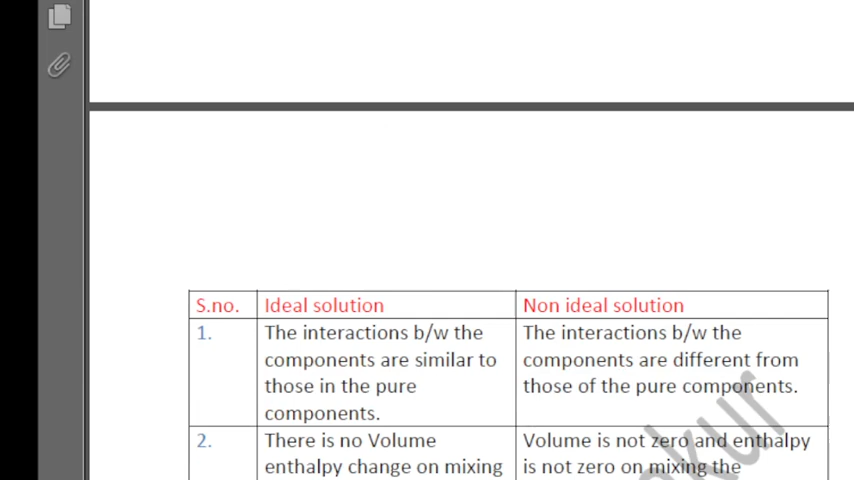 S.no. Ideal solution Non ideal solution
1. The interactions b/w the The interactions b/w the
components are similar to components are different from
those in the pure those of the pure components.
components.
2. There is no Volume Volume is not zero and enthalpy
enthalpy change on mixing is not zero on mixing the
kur